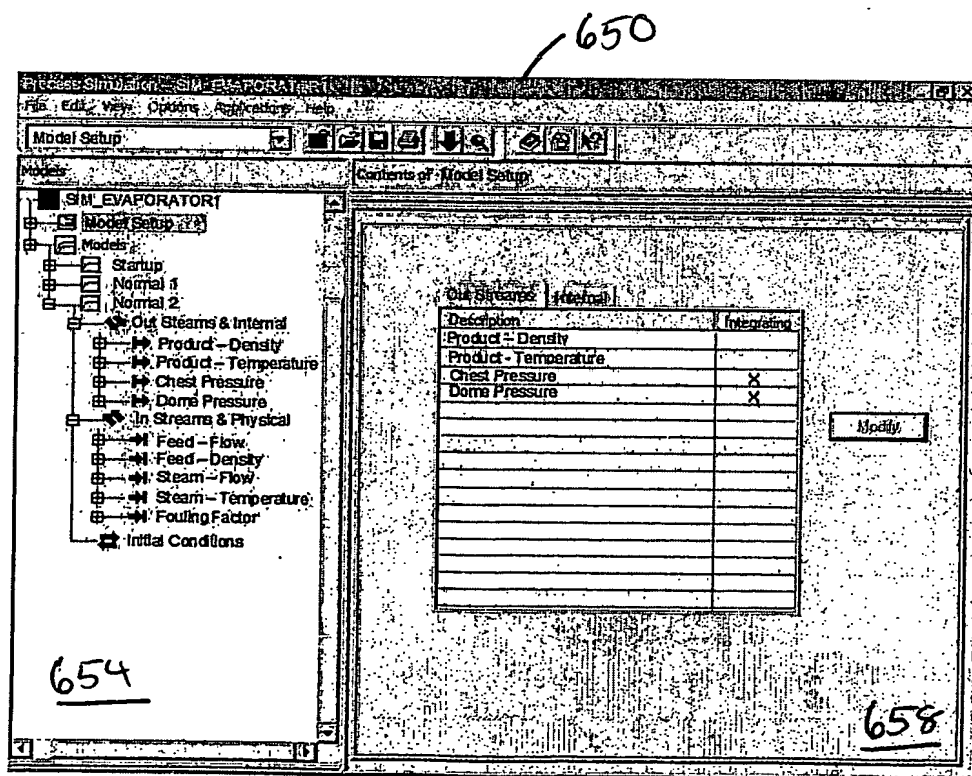 650
Process Simulation - SIM_EVAPORATOR1
File Edit View Options Applications Help
Model Setup
Models
Contents of Model Setup
SIM_EVAPORATOR1
Model Setup
Models
Startup
Normal 1
Normal 2
Out Steams & Internal
Product – Density
Product – Temperature
Chest Pressure
Dome Pressure
In Streams & Physical
Feed – Flow
Feed – Density
Steam – Flow
Steam – Temperature
Fouling Factor
Initial Conditions
Out Streams Internal
Description Integrating
Product – Density
Product - Temperature
Chest Pressure X
Dome Pressure X
Modify
654
658